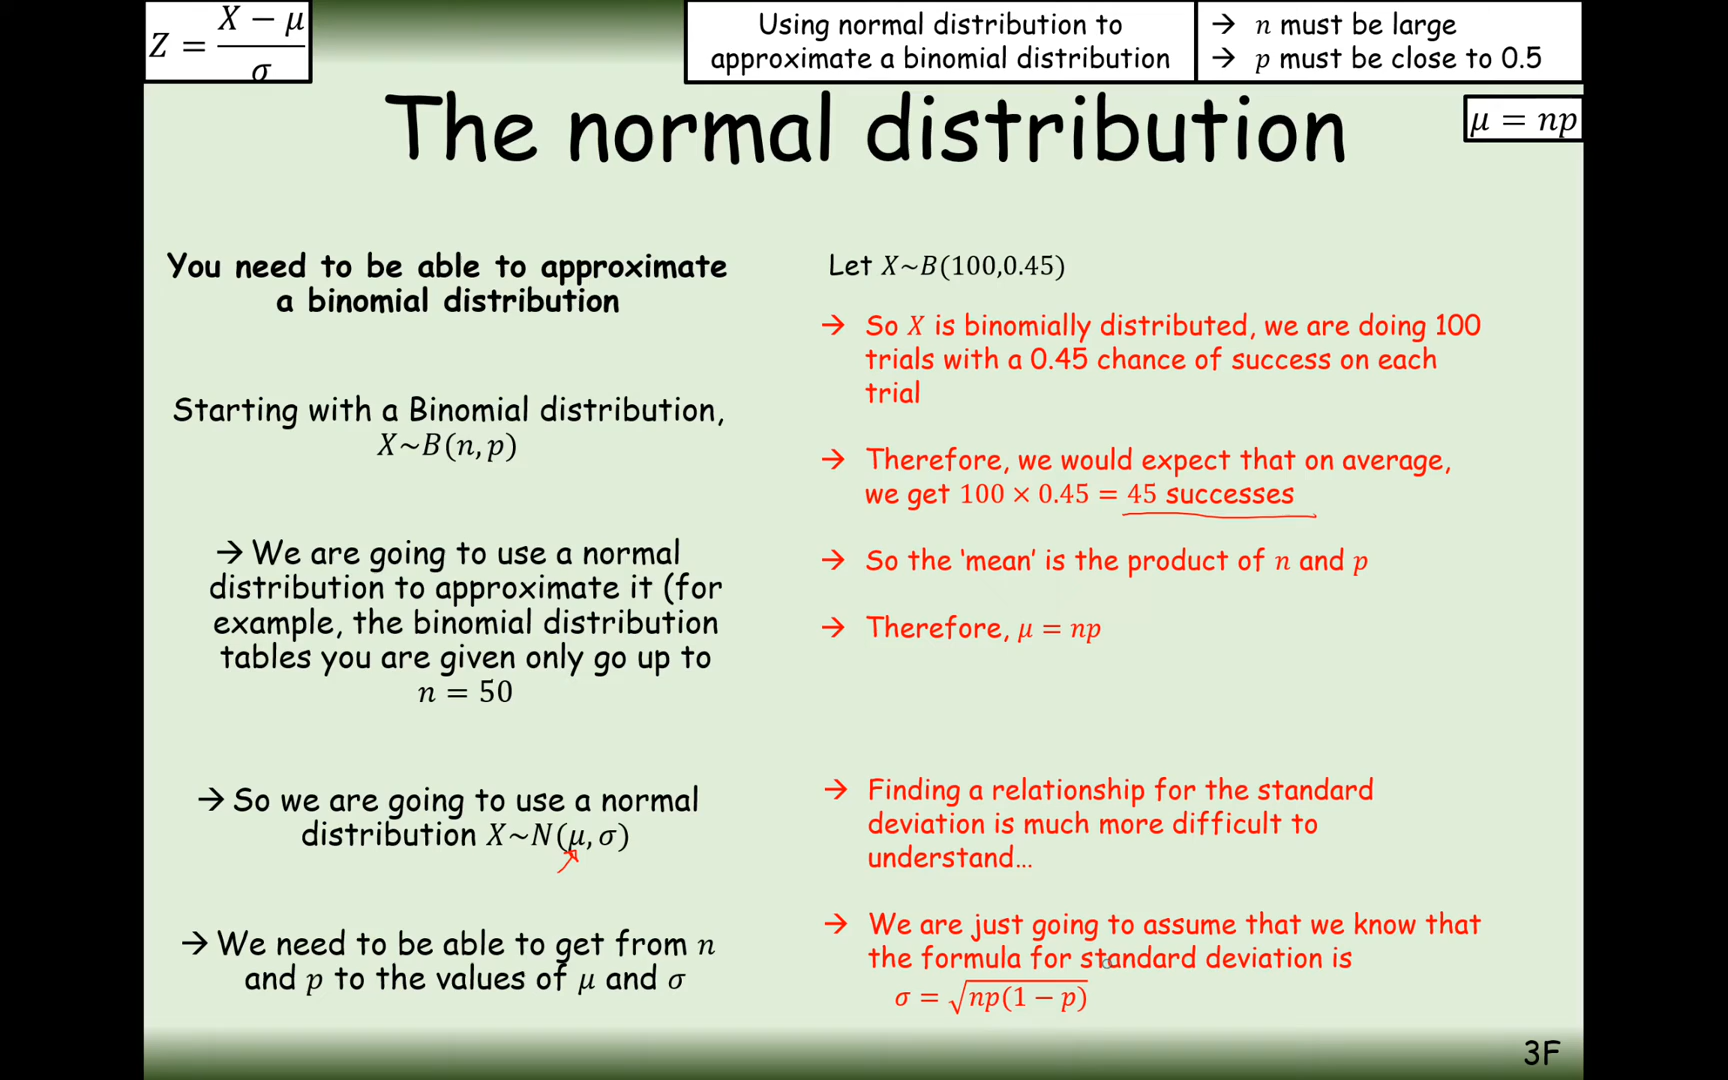 Z = (X − μ)/σ
Using normal distribution to
approximate a binomial distribution
→ n must be large
→ p must be close to 0.5
The normal distribution
μ = np
You need to be able to approximate
a binomial distribution
Starting with a Binomial distribution,
X~B(n, p)
→ We are going to use a normal
distribution to approximate it (for
example, the binomial distribution
tables you are given only go up to
n = 50
→ So we are going to use a normal
distribution X~N(μ, σ)
→ We need to be able to get from n
and p to the values of μ and σ
Let X~B(100,0.45)
→ So X is binomially distributed, we are doing 100
trials with a 0.45 chance of success on each
trial
→ Therefore, we would expect that on average,
we get 100 × 0.45 = 45 successes
→ So the ‘mean’ is the product of n and p
→ Therefore, μ = np
→ Finding a relationship for the standard
deviation is much more difficult to
understand…
→ We are just going to assume that we know that
the formula for standard deviation is
σ = √np(1 − p)
3F